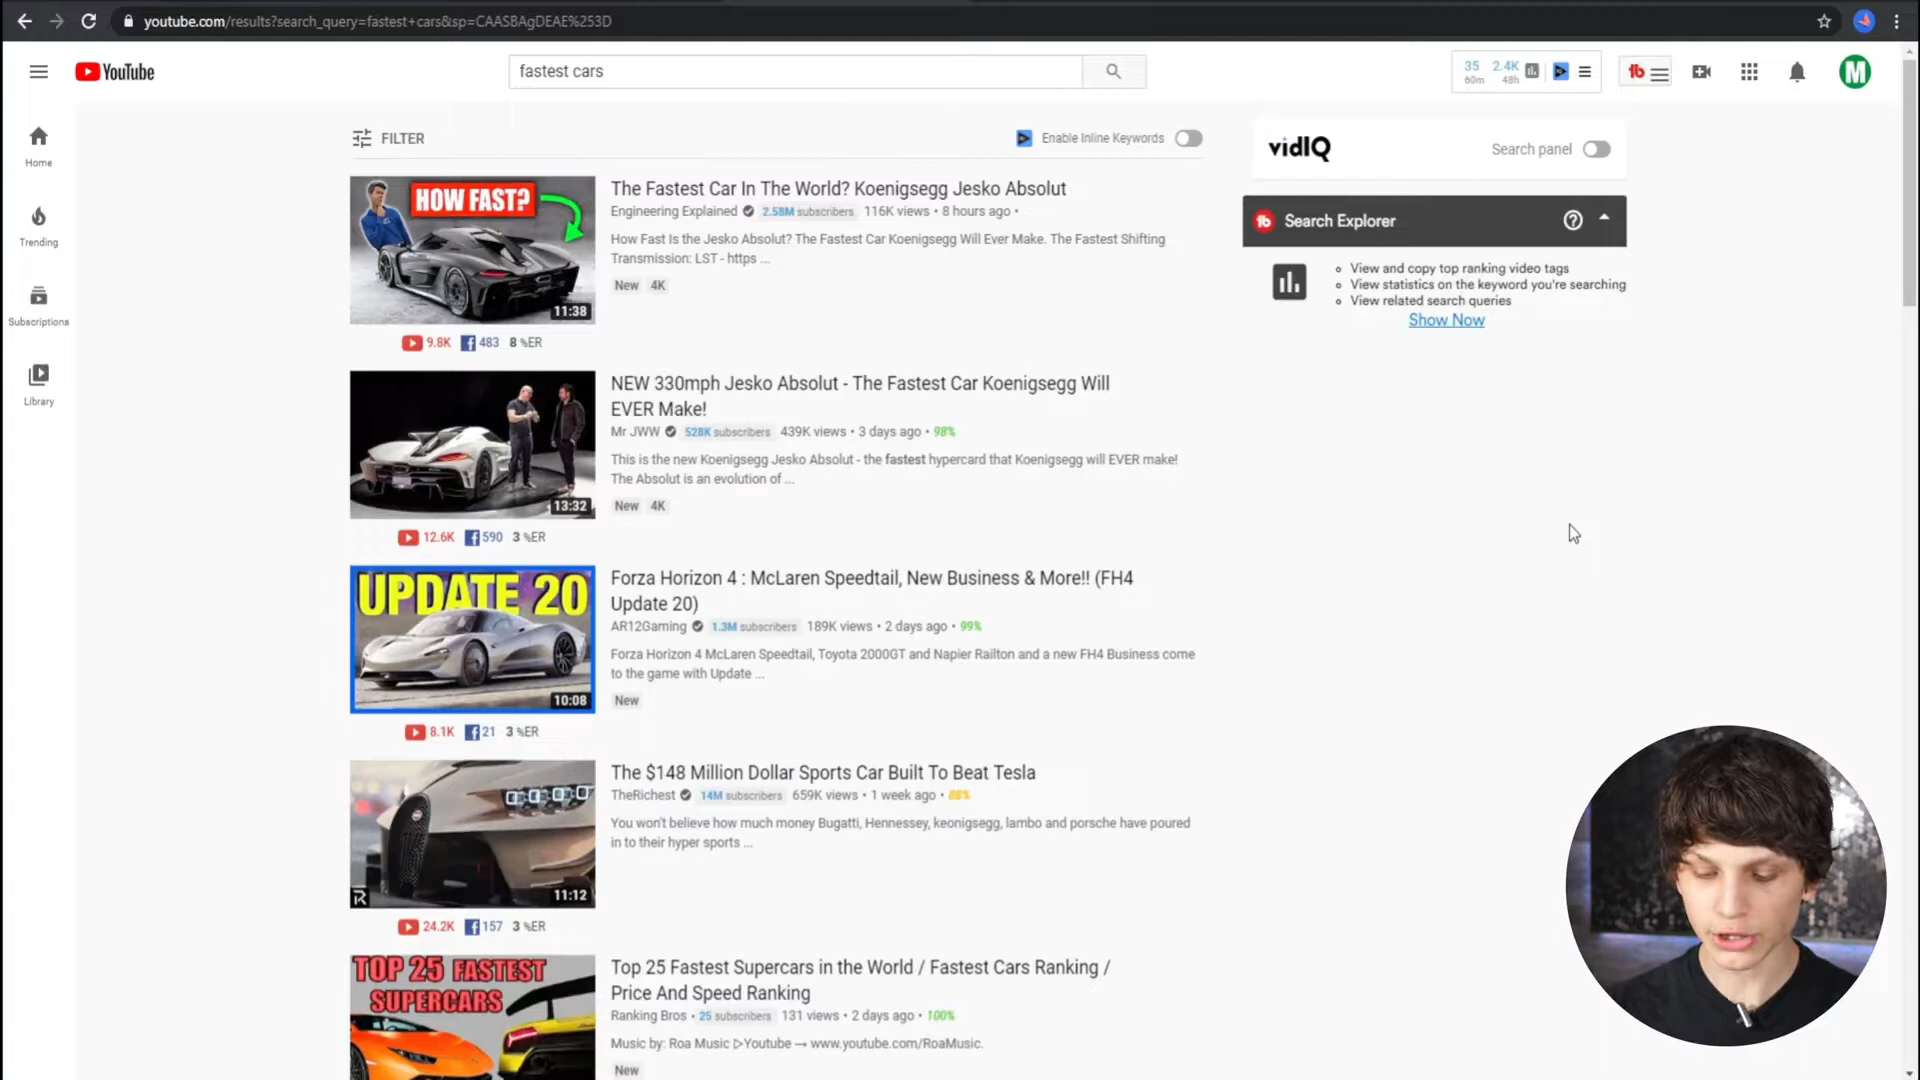 youtube.com/results?search_query=fastest+cars&sp=CAASBAgDEAE%253D
YouTube
fastest cars
35 2.4K
60m 48h
M
Home
Trending
Subscriptions
Library
FILTER
Enable Inline Keywords
HOW FAST?
11:38
The Fastest Car In The World? Koenigsegg Jesko Absolut
Engineering Explained 2.58M subscribers 116K views • 8 hours ago •
How Fast Is the Jesko Absolut? The Fastest Car Koenigsegg Will Ever Make. The Fastest Shifting
Transmission: LST - https ...
New 4K
9.8K 483 8 %ER
13:32
NEW 330mph Jesko Absolut - The Fastest Car Koenigsegg Will
EVER Make!
Mr JWW 528K subscribers 439K views • 3 days ago • 98%
This is the new Koenigsegg Jesko Absolut - the fastest hypercard that Koenigsegg will EVER make!
The Absolut is an evolution of ...
New 4K
12.6K 590 3 %ER
UPDATE 20
10:08
Forza Horizon 4 : McLaren Speedtail, New Business & More!! (FH4
Update 20)
AR12Gaming 1.3M subscribers 189K views • 2 days ago • 99%
Forza Horizon 4 McLaren Speedtail, Toyota 2000GT and Napier Railton and a new FH4 Business come
to the game with Update ...
New
8.1K 21 3 %ER
R
11:12
The $148 Million Dollar Sports Car Built To Beat Tesla
TheRichest 14M subscribers 659K views • 1 week ago • 88%
You won't believe how much money Bugatti, Hennessey, keonigsegg, lambo and porsche have poured
in to their hyper sports ...
24.2K 157 3 %ER
TOP 25 FASTEST
SUPERCARS
Top 25 Fastest Supercars in the World / Fastest Cars Ranking /
Price And Speed Ranking
Ranking Bros • 25 subscribers 131 views • 2 days ago • 100%
Music by: Roa Music ▷Youtube → www.youtube.com/RoaMusic.
New
vidIQ
Search panel
Search Explorer
View and copy top ranking video tags
View statistics on the keyword you're searching
View related search queries
Show Now